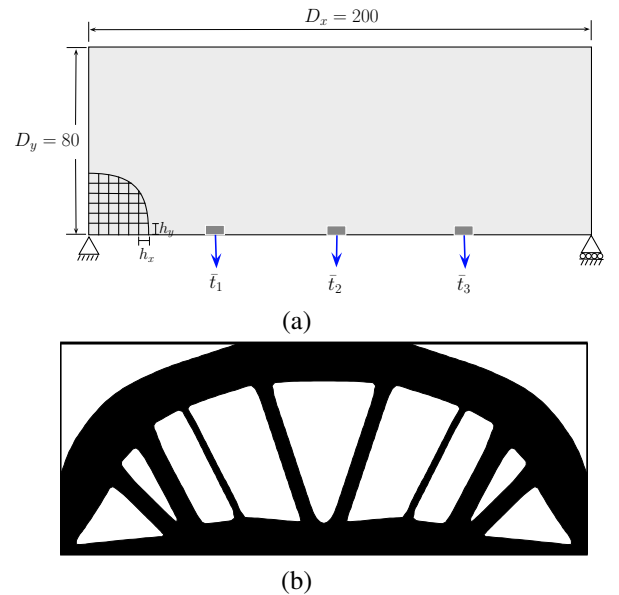 D_x = 200
D_y = 80
h_y
h_x
t̄_1 t̄_2 t̄_3
(a)
(b)